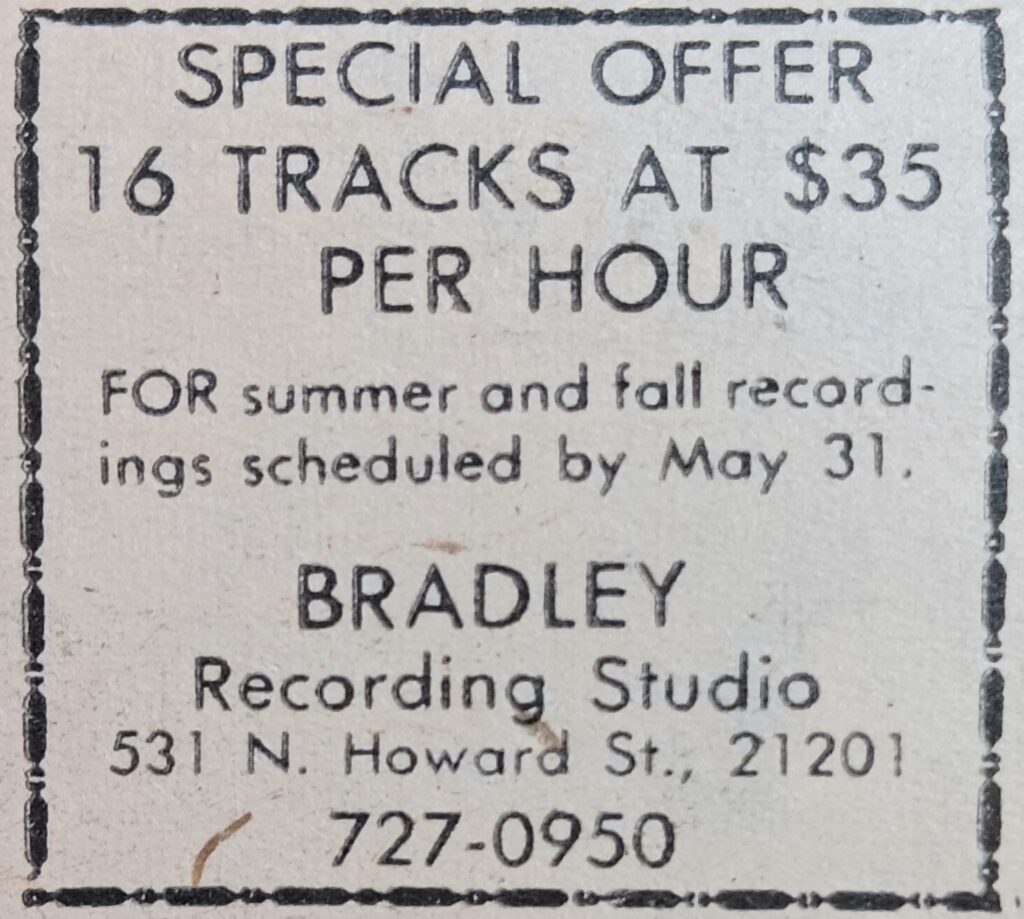 SPECIAL OFFER
16 TRACKS AT $35
PER HOUR
FOR summer and fall record-
ings scheduled by May 31.
BRADLEY
Recording Studio
531 N. Howard St., 21201
727-0950